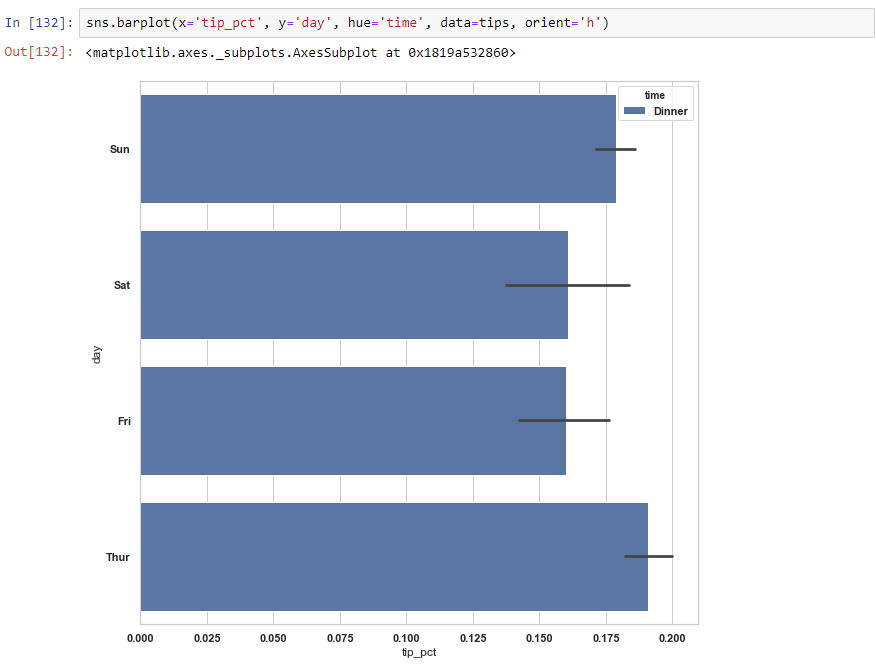 In [132]: sns.barplot(x='tip_pct', y='day', hue='time', data=tips, orient='h')
Out[132]: <matplotlib.axes._subplots.AxesSubplot at 0x1819a532860>
time
Dinner
Sun
Sat
day
Fri
Thur
0.000 0.025 0.050 0.075 0.100 0.125 0.150 0.175 0.200
tip_pct